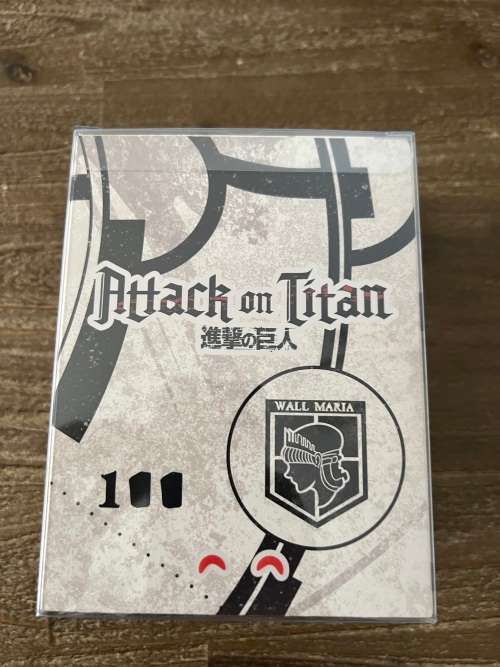 Attack on Titan
進撃の巨人
WALL MARIA
100